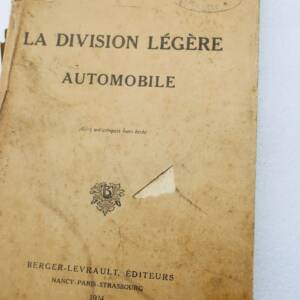 LA DIVISION LÉGÈRE
AUTOMOBILE
BERGER-LEVRAULT, ÉDITEURS
NANCY-PARIS-STRASBOURG
1924